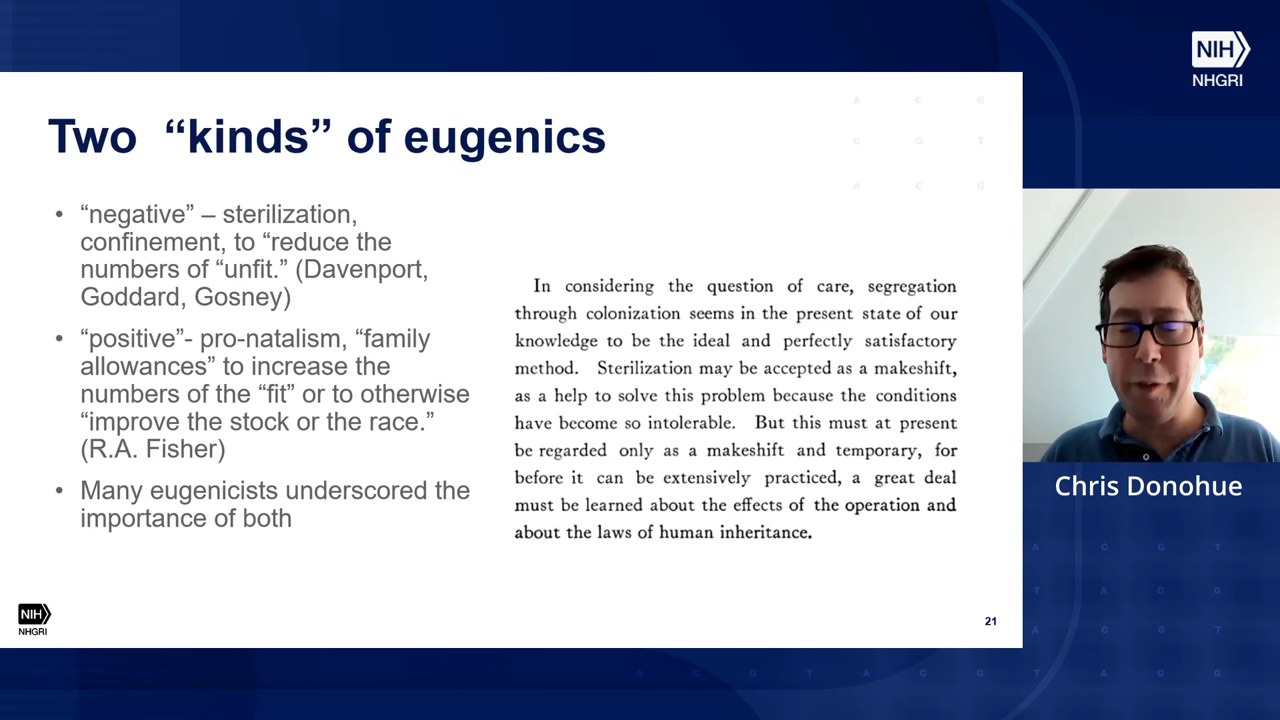 NIH
NHGRI
Two “kinds” of eugenics
A C G
C G T
A C G
• “negative” – sterilization,
confinement, to “reduce the
numbers of “unfit.” (Davenport,
Goddard, Gosney)
• “positive”- pro-natalism, “family
allowances” to increase the
numbers of the “fit” or to otherwise
“improve the stock or the race.”
(R.A. Fisher)
• Many eugenicists underscored the
importance of both
In considering the question of care, segregation
through colonization seems in the present state of our
knowledge to be the ideal and perfectly satisfactory
method. Sterilization may be accepted as a makeshift,
as a help to solve this problem because the conditions
have become so intolerable. But this must at present
be regarded only as a makeshift and temporary, for
before it can be extensively practiced, a great deal
must be learned about the effects of the operation and
about the laws of human inheritance.
Chris Donohue
A C G T
T A C G
A C G T
NIH
NHGRI
21
A C G T A C G T A C G T